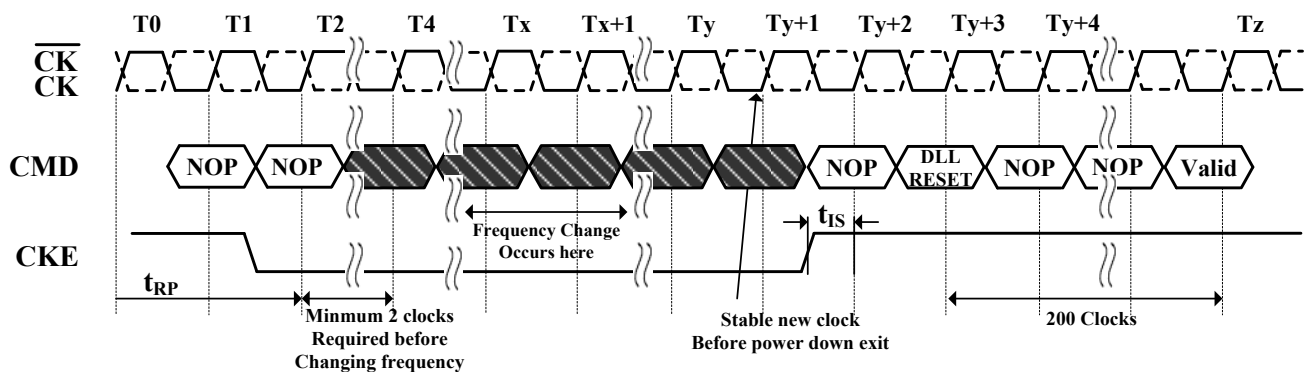 T0 T1 T2 T4 Tx Tx+1 Ty Ty+1 Ty+2 Ty+3 Ty+4 Tz
CK
CK
CMD NOP NOP NOP DLL RESET NOP NOP Valid
tIS
Frequency Change
Occurs here
CKE
tRP
Minmum 2 clocks
Required before
Changing frequency
Stable new clock
Before power down exit
200 Clocks